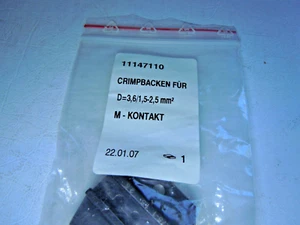 11147110
CRIMPBACKEN FÜR
D=3,6/1,5-2,5 mm²
M - KONTAKT
22.01.07 1